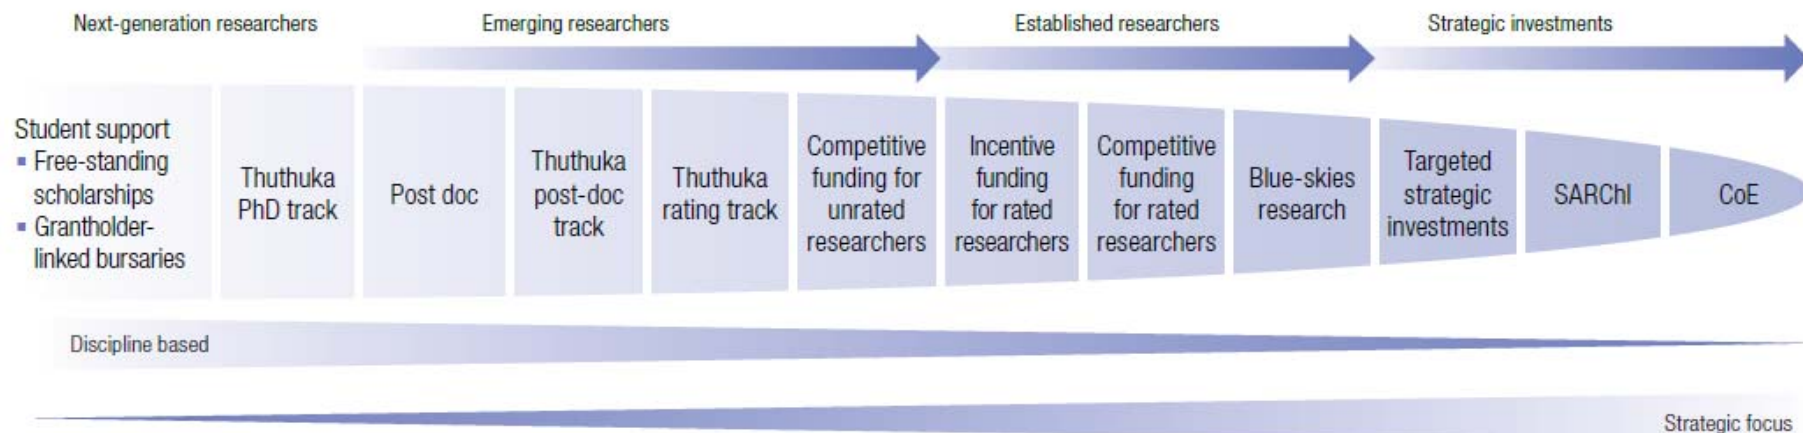 Next-generation researchers
Emerging researchers
Established researchers
Strategic investments
Student support
▪ Free-standing
scholarships
▪ Grantholder-
linked bursaries
Thuthuka
PhD track
Post doc
Thuthuka
post-doc
track
Thuthuka
rating track
Competitive
funding for
unrated
researchers
Incentive
funding
for rated
researchers
Competitive
funding
for rated
researchers
Blue-skies
research
Targeted
strategic
investments
SARChI
CoE
Discipline based
Strategic focus